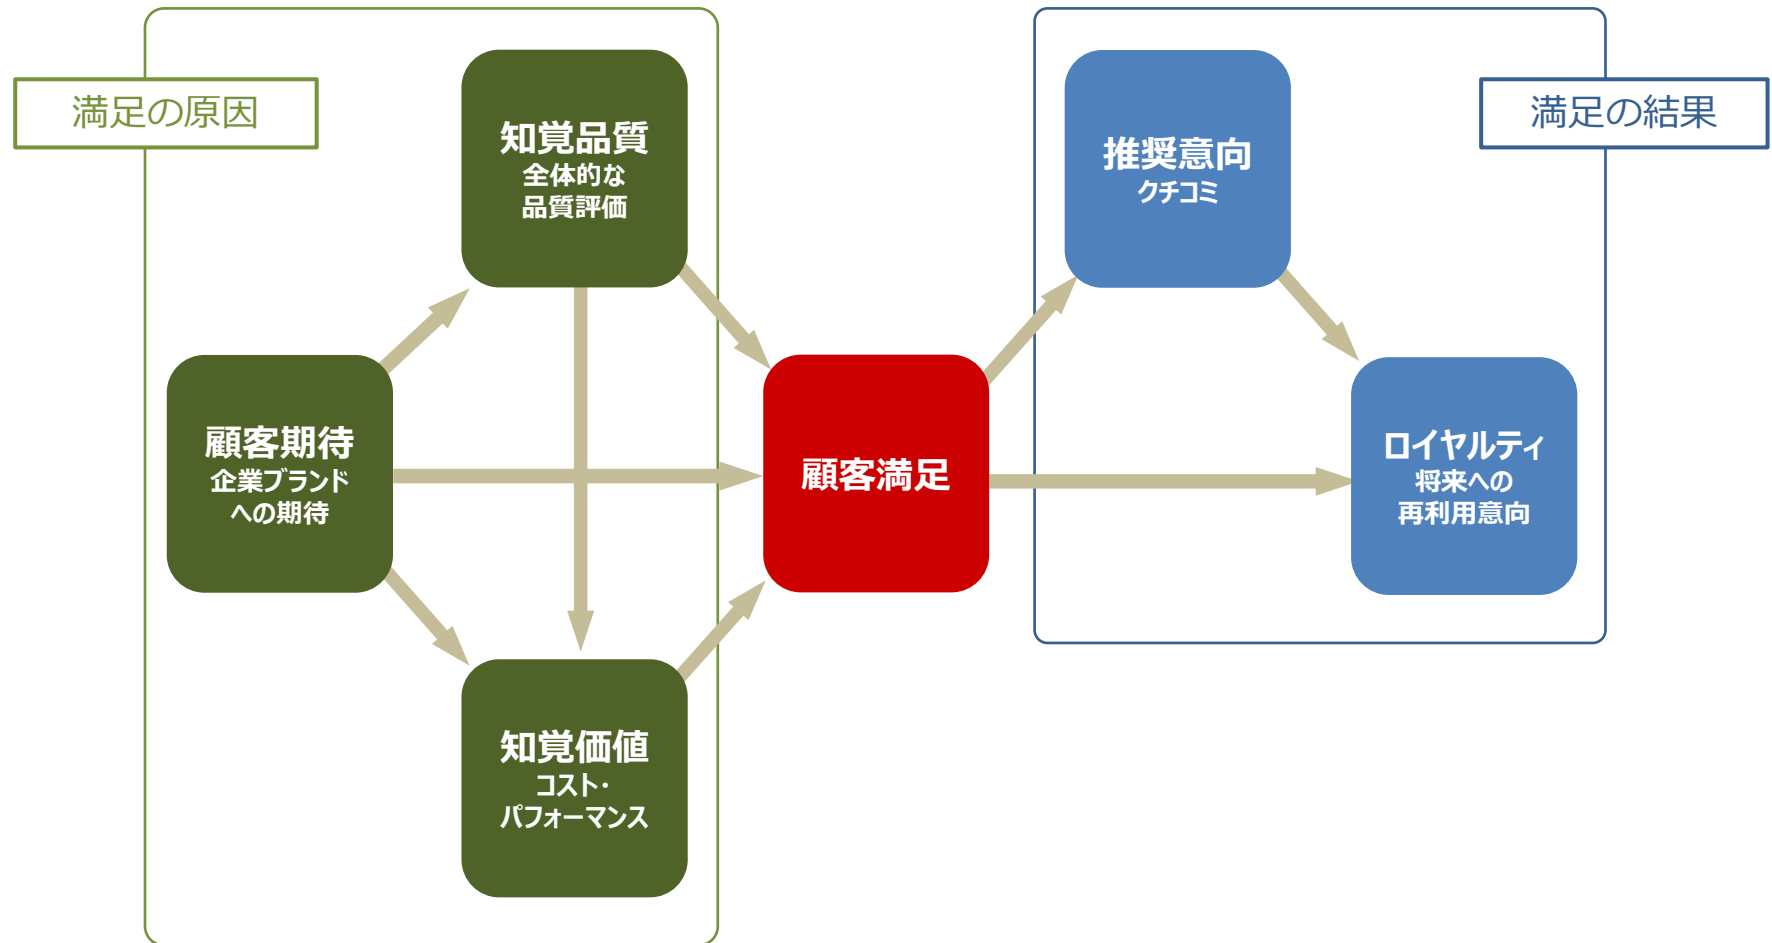 満足の原因
知覚品質
全体的な
品質評価
顧客期待
企業ブランド
への期待
知覚価値
コスト・
パフォーマンス
顧客満足
満足の結果
推奨意向
クチコミ
ロイヤルティ
将来への
再利用意向